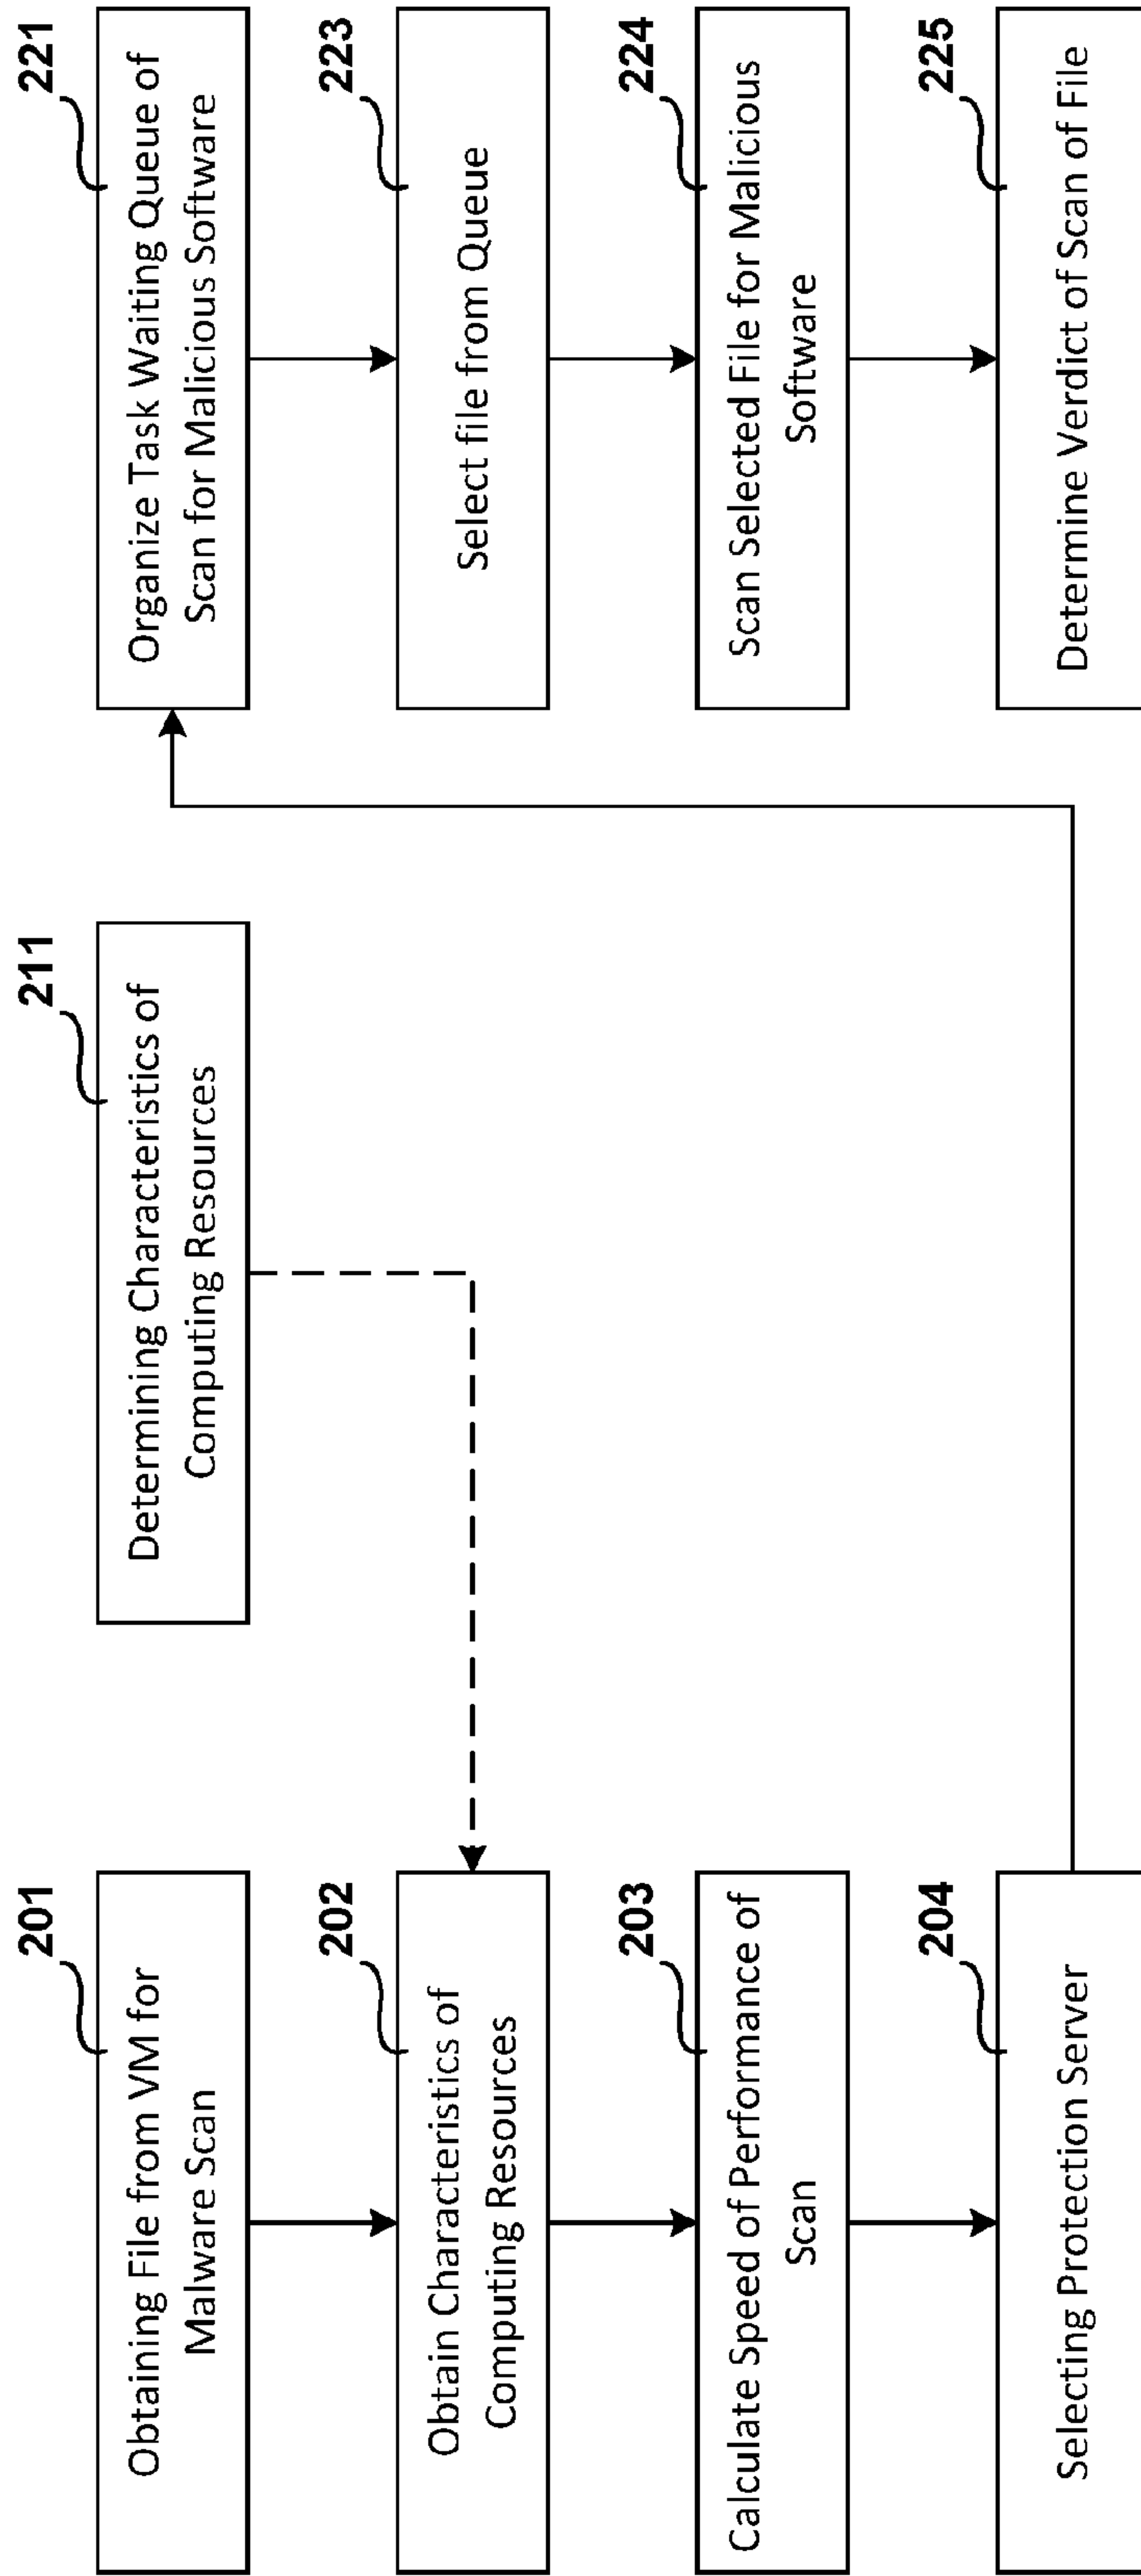 201
Obtaining File from VM for
Malware Scan
202
Obtain Characteristics of
Computing Resources
203
Calculate Speed of Performance of
Scan
204
Selecting Protection Server
211
Determining Characteristics of
Computing Resources
221
Organize Task Waiting Queue of
Scan for Malicious Software
223
Select file from Queue
224
Scan Selected File for Malicious
Software
225
Determine Verdict of Scan of File